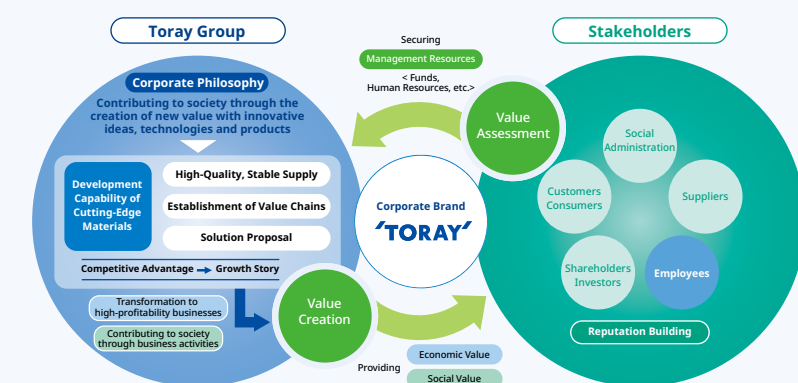 Toray Group
Corporate Philosophy
Contributing to society through the
creation of new value with innovative
ideas, technologies and products
Development
Capability of
Cutting-Edge
Materials
High-Quality, Stable Supply
Establishment of Value Chains
Solution Proposal
Competitive Advantage
Growth Story
Transformation to
high-profitability businesses
Contributing to society
through business activities
Value
Creation
Securing
Management Resources
< Funds,
Human Resources, etc.>
Corporate Brand
'TORAY'
Providing
Economic Value
Social Value
Value
Assessment
Stakeholders
Social
Administration
Customers
Consumers
Suppliers
Shareholders
Investors
Employees
Reputation Building